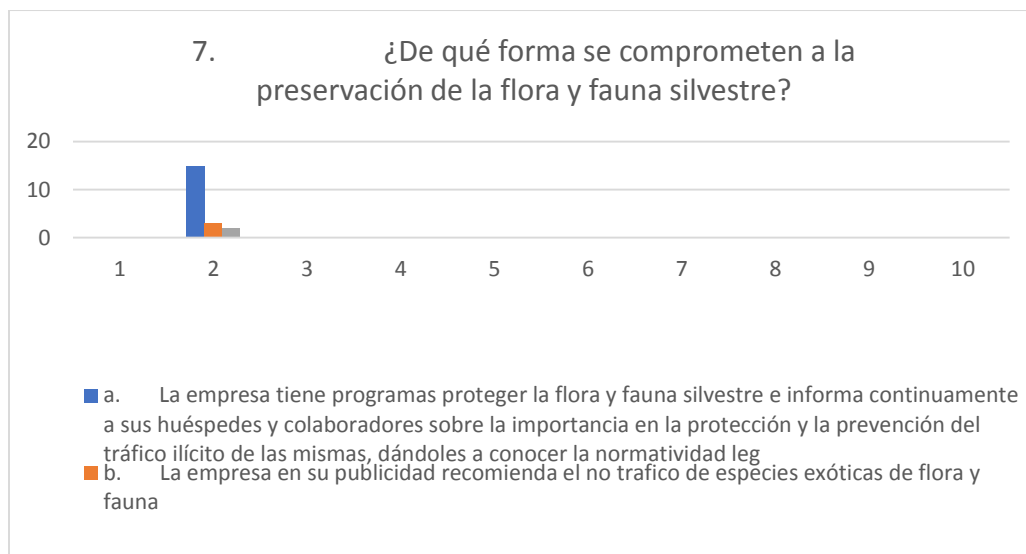 7. ¿De qué forma se comprometen a la
preservación de la flora y fauna silvestre?
20
10
0
1 2 3 4 5 6 7 8 9 10
a. La empresa tiene programas proteger la flora y fauna silvestre e informa continuamente
a sus huéspedes y colaboradores sobre la importancia en la protección y la prevención del
tráfico ilícito de las mismas, dándoles a conocer la normatividad leg
b. La empresa en su publicidad recomienda el no trafico de especies exóticas de flora y
fauna